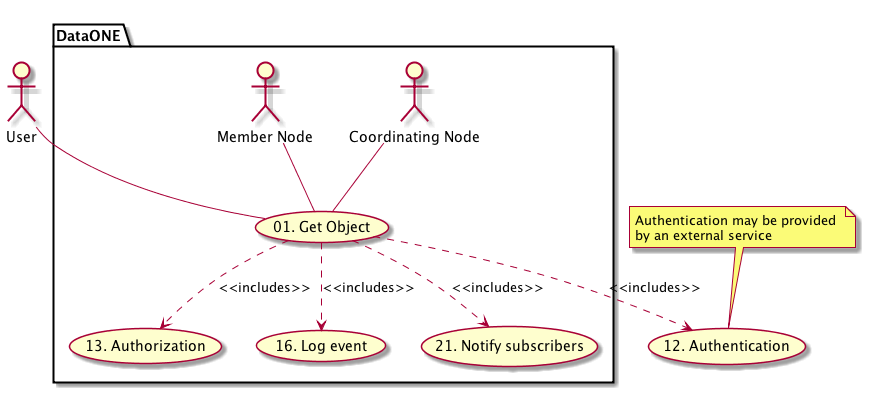 DataONE
User
Member Node
Coordinating Node
01. Get Object
Authentication may be provided
by an external service
<<includes>>
<<includes>>
<<includes>>
<<includes>>
13. Authorization
16. Log event
21. Notify subscribers
12. Authentication